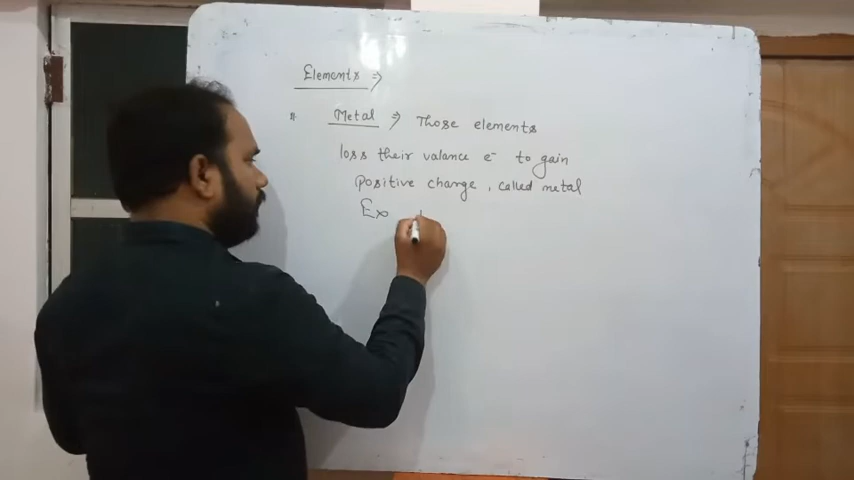 Elements ⇒
* Metal ⇒ Those elements
loss their valance e⁻ to gain
positive charge, called metal
Ex